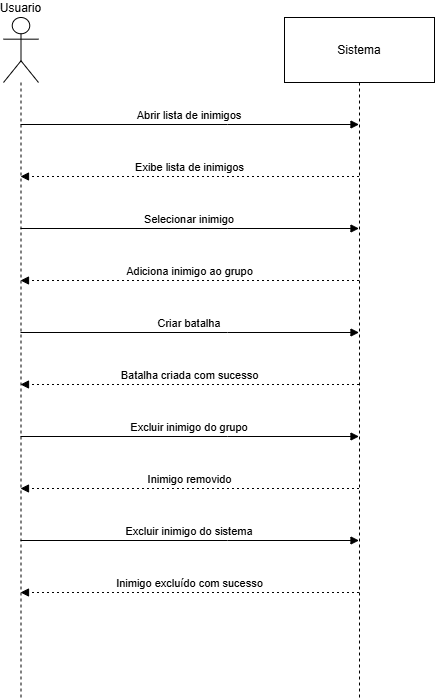 Usuario
Sistema
Abrir lista de inimigos
Exibe lista de inimigos
Selecionar inimigo
Adiciona inimigo ao grupo
Criar batalha
Batalha criada com sucesso
Excluir inimigo do grupo
Inimigo removido
Excluir inimigo do sistema
Inimigo excluído com sucesso